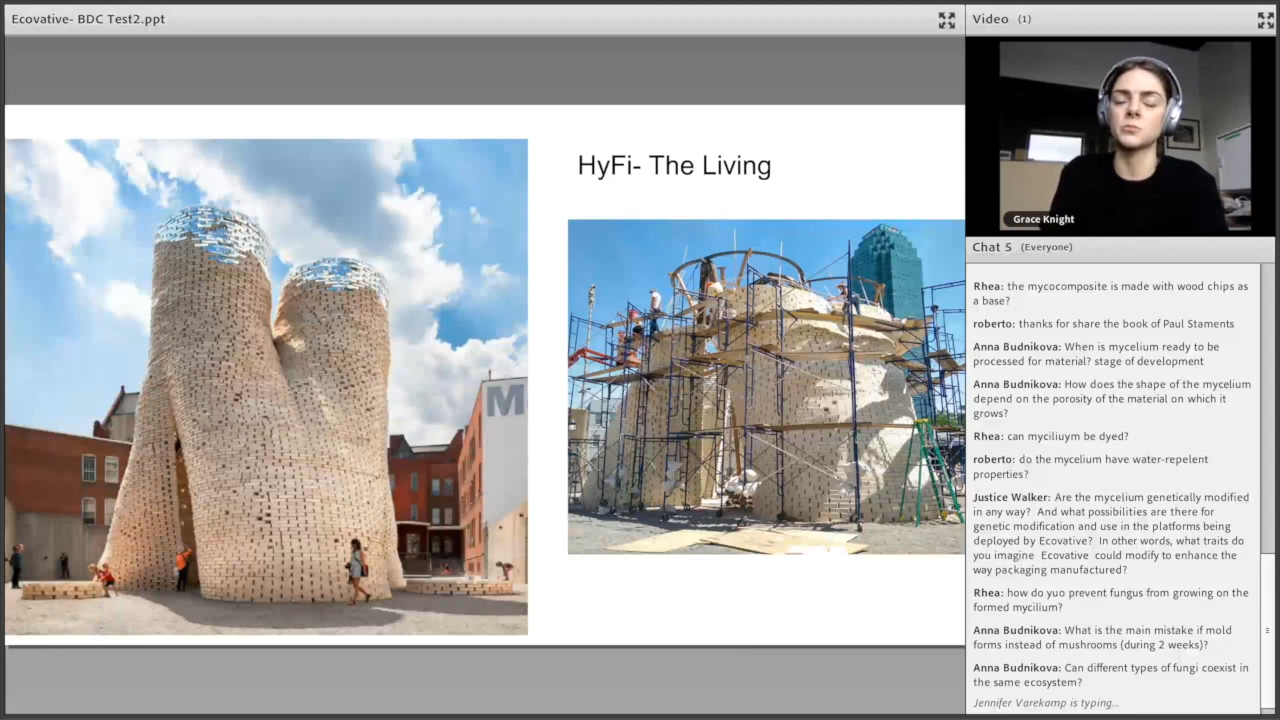 Ecovative- BDC Test2.ppt
HyFi- The Living
M
Video (1)
Grace Knight
Chat 5 (Everyone)
Rhea: the mycocomposite is made with wood chips as
a base?
roberto: thanks for share the book of Paul Staments
Anna Budnikova: When is mycelium ready to be
processed for material? stage of development
Anna Budnikova: How does the shape of the mycelium
depend on the porosity of the material on which it
grows?
Rhea: can myciliuym be dyed?
roberto: do the mycelium have water-repelent
properties?
Justice Walker: Are the mycelium genetically modified
in any way? And what possibilities are there for
genetic modification and use in the platforms being
deployed by Ecovative? In other words, what traits do
you imagine Ecovative could modify to enhance the
way packaging manufactured?
Rhea: how do yuo prevent fungus from growing on the
formed mycilium?
Anna Budnikova: What is the main mistake if mold
forms instead of mushrooms (during 2 weeks)?
Anna Budnikova: Can different types of fungi coexist in
the same ecosystem?
Jennifer Varekamp is typing...